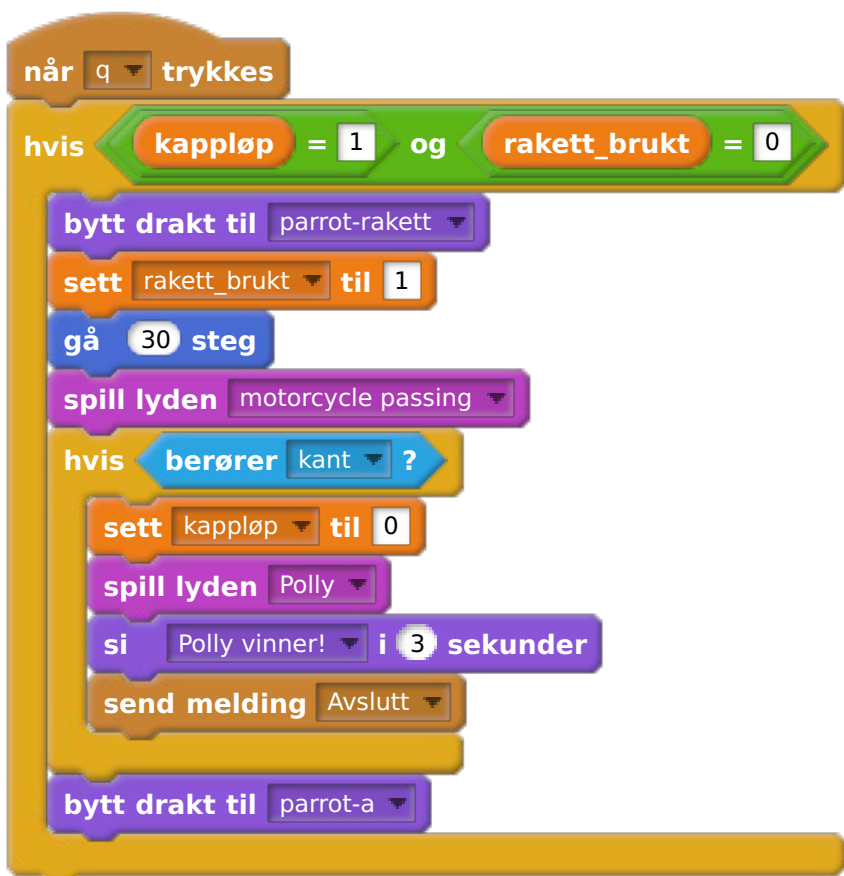 når q trykkes
hvis kappløp = 1 og rakett_brukt = 0
bytt drakt til parrot-rakett
sett rakett_brukt til 1
gå 30 steg
spill lyden motorcycle passing
hvis berører kant ?
sett kappløp til 0
spill lyden Polly
si Polly vinner! i 3 sekunder
send melding Avslutt
bytt drakt til parrot-a